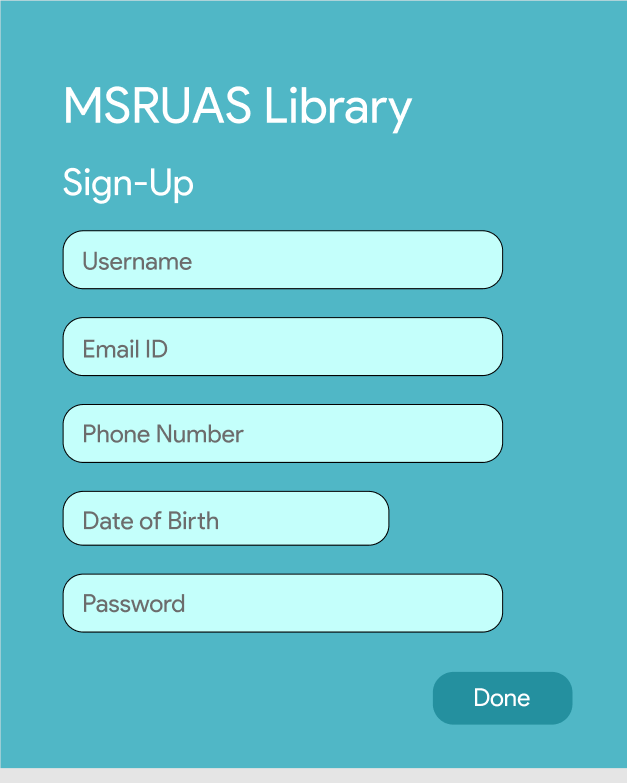 MSRUAS Library
Sign-Up
Username
Email ID
Phone Number
Date of Birth
Password
Done